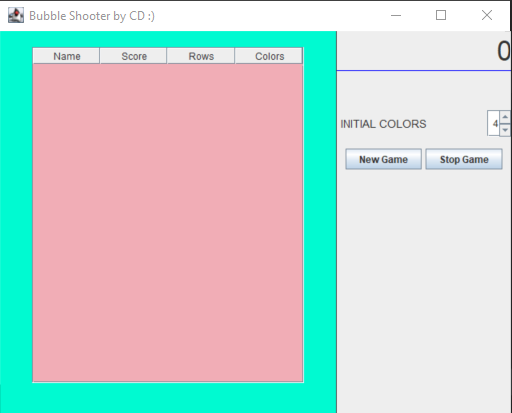 Bubble Shooter by CD :)
Name Score Rows Colors
0
INITIAL COLORS 4
New Game Stop Game